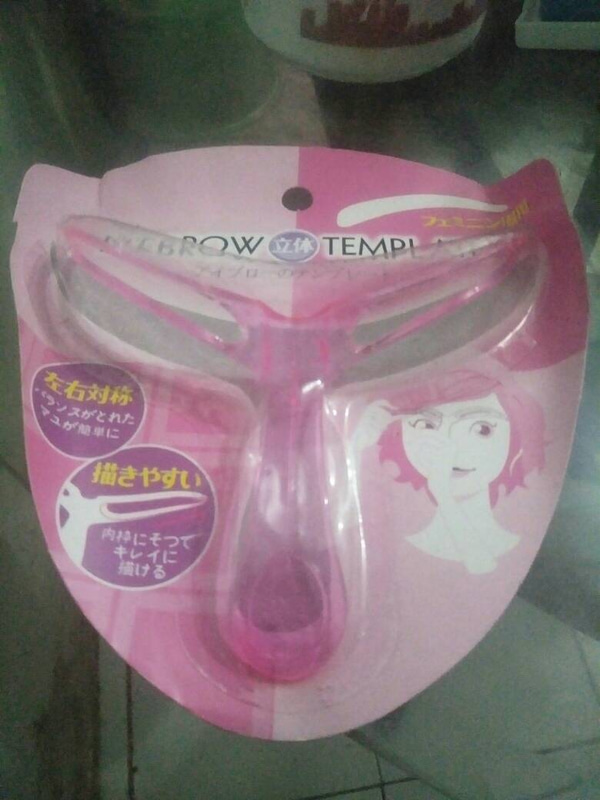 フェミニン眉用
EYEBROW 立体 TEMPLATE
アイブローのテンプレート
左右対称
バランスがとれた
マユが簡単に
描きやすい
内枠にそって
キレイに
描ける